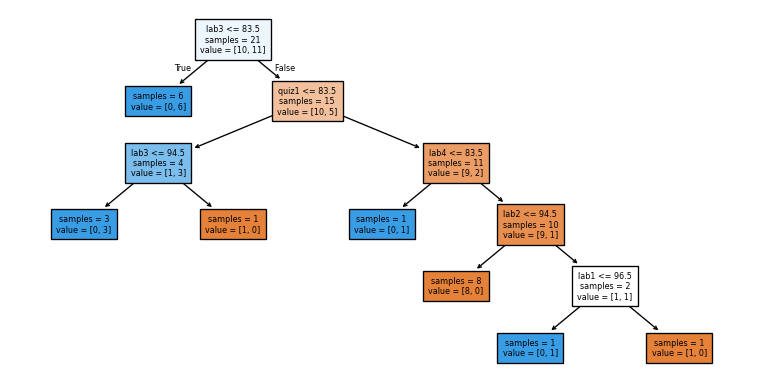 lab3 <= 83.5
samples = 21
value = [10, 11]
True
False
samples = 6
value = [0, 6]
quiz1 <= 83.5
samples = 15
value = [10, 5]
lab3 <= 94.5
samples = 4
value = [1, 3]
lab4 <= 83.5
samples = 11
value = [9, 2]
samples = 3
value = [0, 3]
samples = 1
value = [1, 0]
samples = 1
value = [0, 1]
lab2 <= 94.5
samples = 10
value = [9, 1]
samples = 8
value = [8, 0]
lab1 <= 96.5
samples = 2
value = [1, 1]
samples = 1
value = [0, 1]
samples = 1
value = [1, 0]